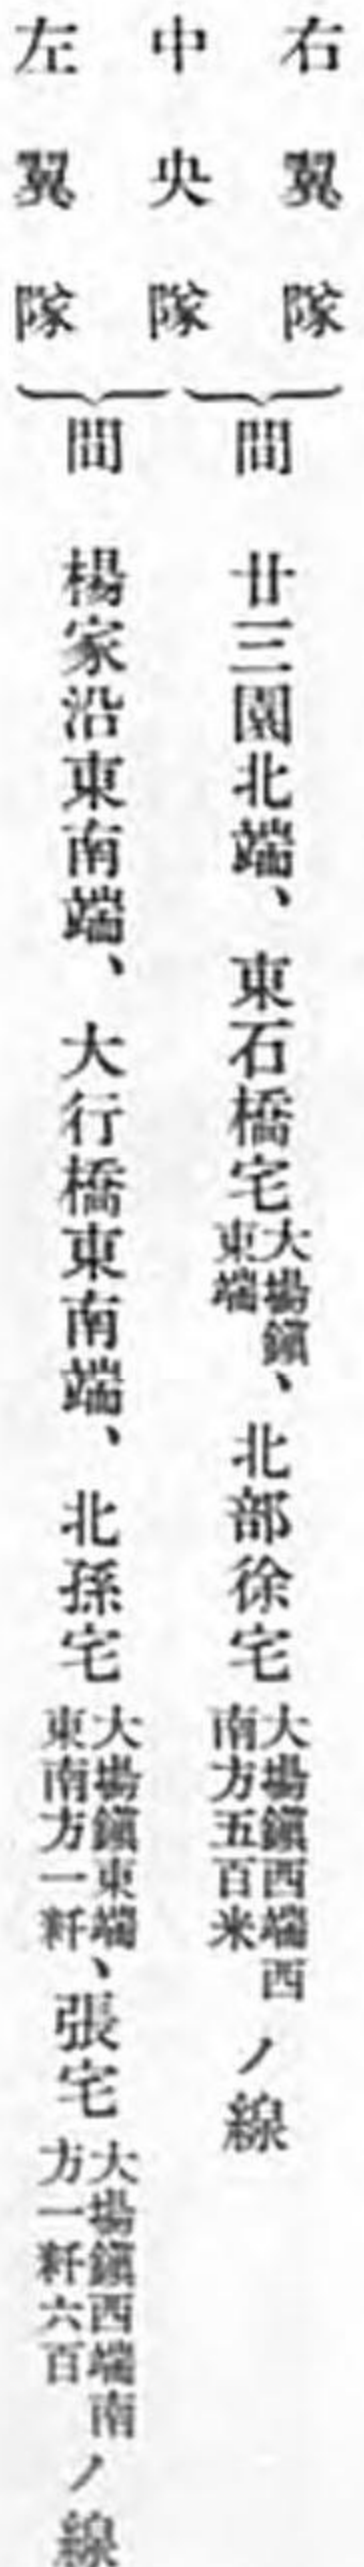 右翼隊
中央隊
左翼隊
間 廿三園北端、東石橋宅大場鎮東端、北部徐宅大場鎮西端西南方五百米ノ線
間 楊家沿東南端、大行橋東南端、北孫宅大場鎮東端東南方一粁、張宅大場鎮西端南方一粁六百ノ線